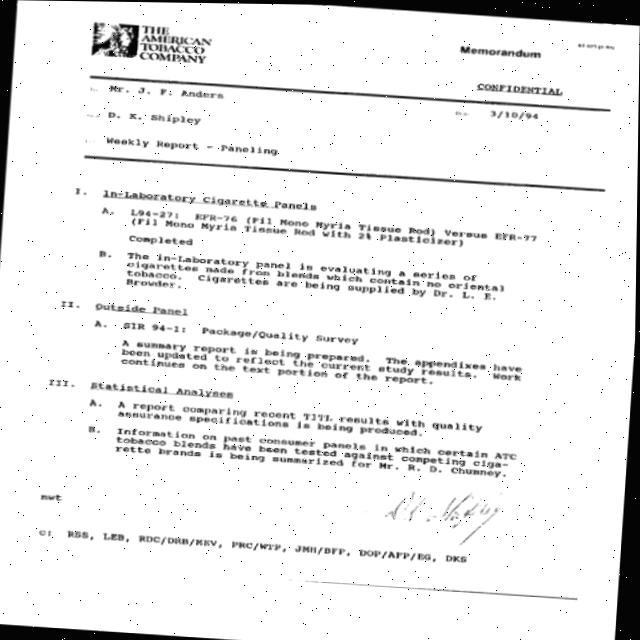 THE
AMERICAN
TOBACCO
COMPANY
Memorandum
CONFIDENTIAL
Mr. J. F. Anders
3/10/94
D. K. Shipley
Weekly Report - Paneling
I. In-Laboratory Cigarette Panels
A. L94-27: EFR-76 (Fil Mono Myria Tissue Rod) Versus EFR-77
(Fil Mono Myria Tissue Rod with 2% Plasticizer)
Completed
B. The in-Laboratory panel is evaluating a series of
cigarettes made from blends which contain no oriental
tobacco. Cigarettes are being supplied by Dr. L. E.
Browder.
II. Outside Panel
A. SIR 94-1: Package/Quality Survey
A summary report is being prepared. The appendixes have
been updated to reflect the current study results. Work
continues on the text portion of the report.
III. Statistical Analyses
A. A report comparing recent TITL results with quality
assurance specifications is being produced.
B. Information on past consumer panels in which certain ATC
tobacco blends have been tested against competing ciga-
rette brands is being summarized for Mr. R. D. Chumney.
mwt
C: RSS, LEB, RDC/DRB/MEV, PRC/WTP, JMH/BFP, DOP/AFP/EG, DKS